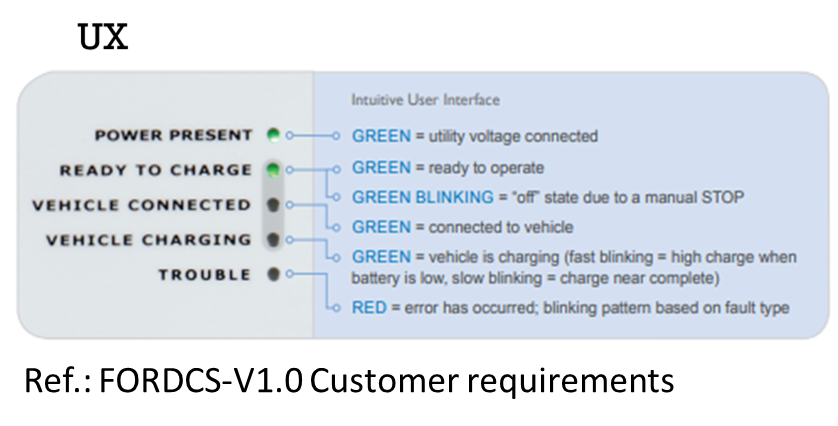 UX
Intuitive User Interface
POWER PRESENT
GREEN = utility voltage connected
READY TO CHARGE
GREEN = ready to operate
GREEN BLINKING = “off” state due to a manual STOP
VEHICLE CONNECTED
GREEN = connected to vehicle
VEHICLE CHARGING
GREEN = vehicle is charging (fast blinking = high charge when
battery is low, slow blinking = charge near complete)
TROUBLE
RED = error has occurred; blinking pattern based on fault type
Ref.: FORDCS-V1.0 Customer requirements